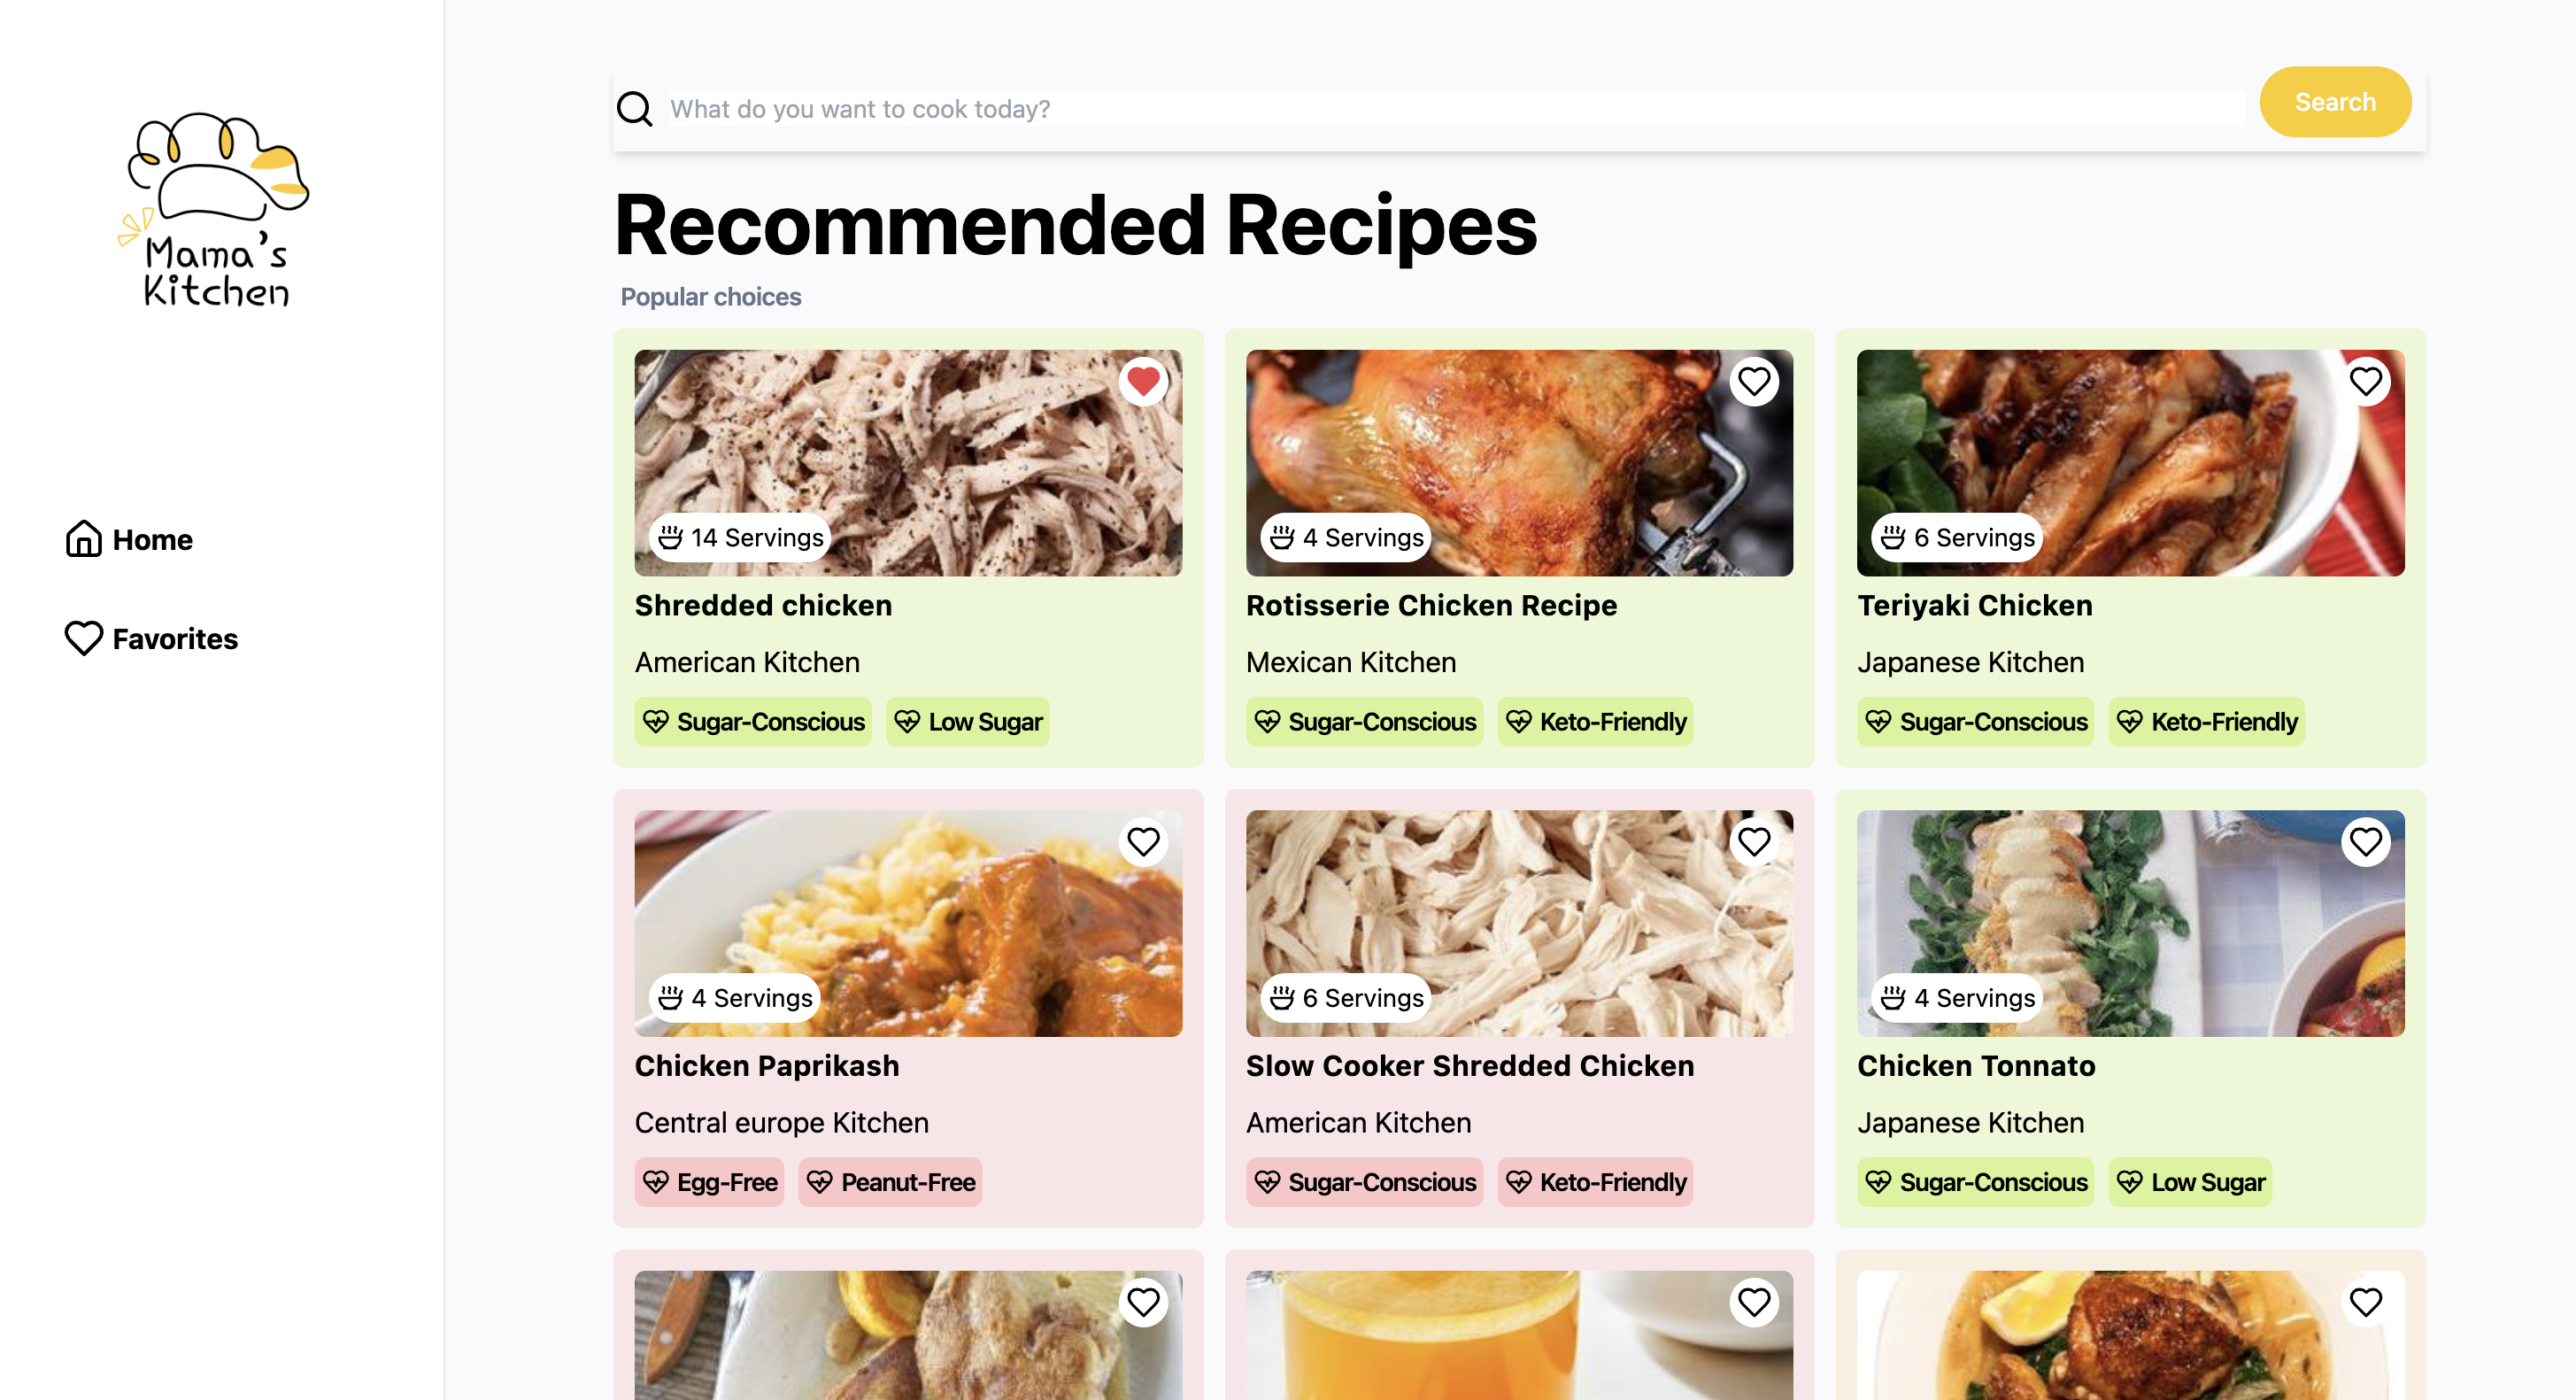 Mama's
Kitchen
Home
Favorites
What do you want to cook today?
Search
Recommended Recipes
Popular choices
14 Servings
Shredded chicken
American Kitchen
Sugar-Conscious
Low Sugar
4 Servings
Rotisserie Chicken Recipe
Mexican Kitchen
Sugar-Conscious
Keto-Friendly
6 Servings
Teriyaki Chicken
Japanese Kitchen
Sugar-Conscious
Keto-Friendly
4 Servings
Chicken Paprikash
Central europe Kitchen
Egg-Free
Peanut-Free
6 Servings
Slow Cooker Shredded Chicken
American Kitchen
Sugar-Conscious
Keto-Friendly
4 Servings
Chicken Tonnato
Japanese Kitchen
Sugar-Conscious
Low Sugar